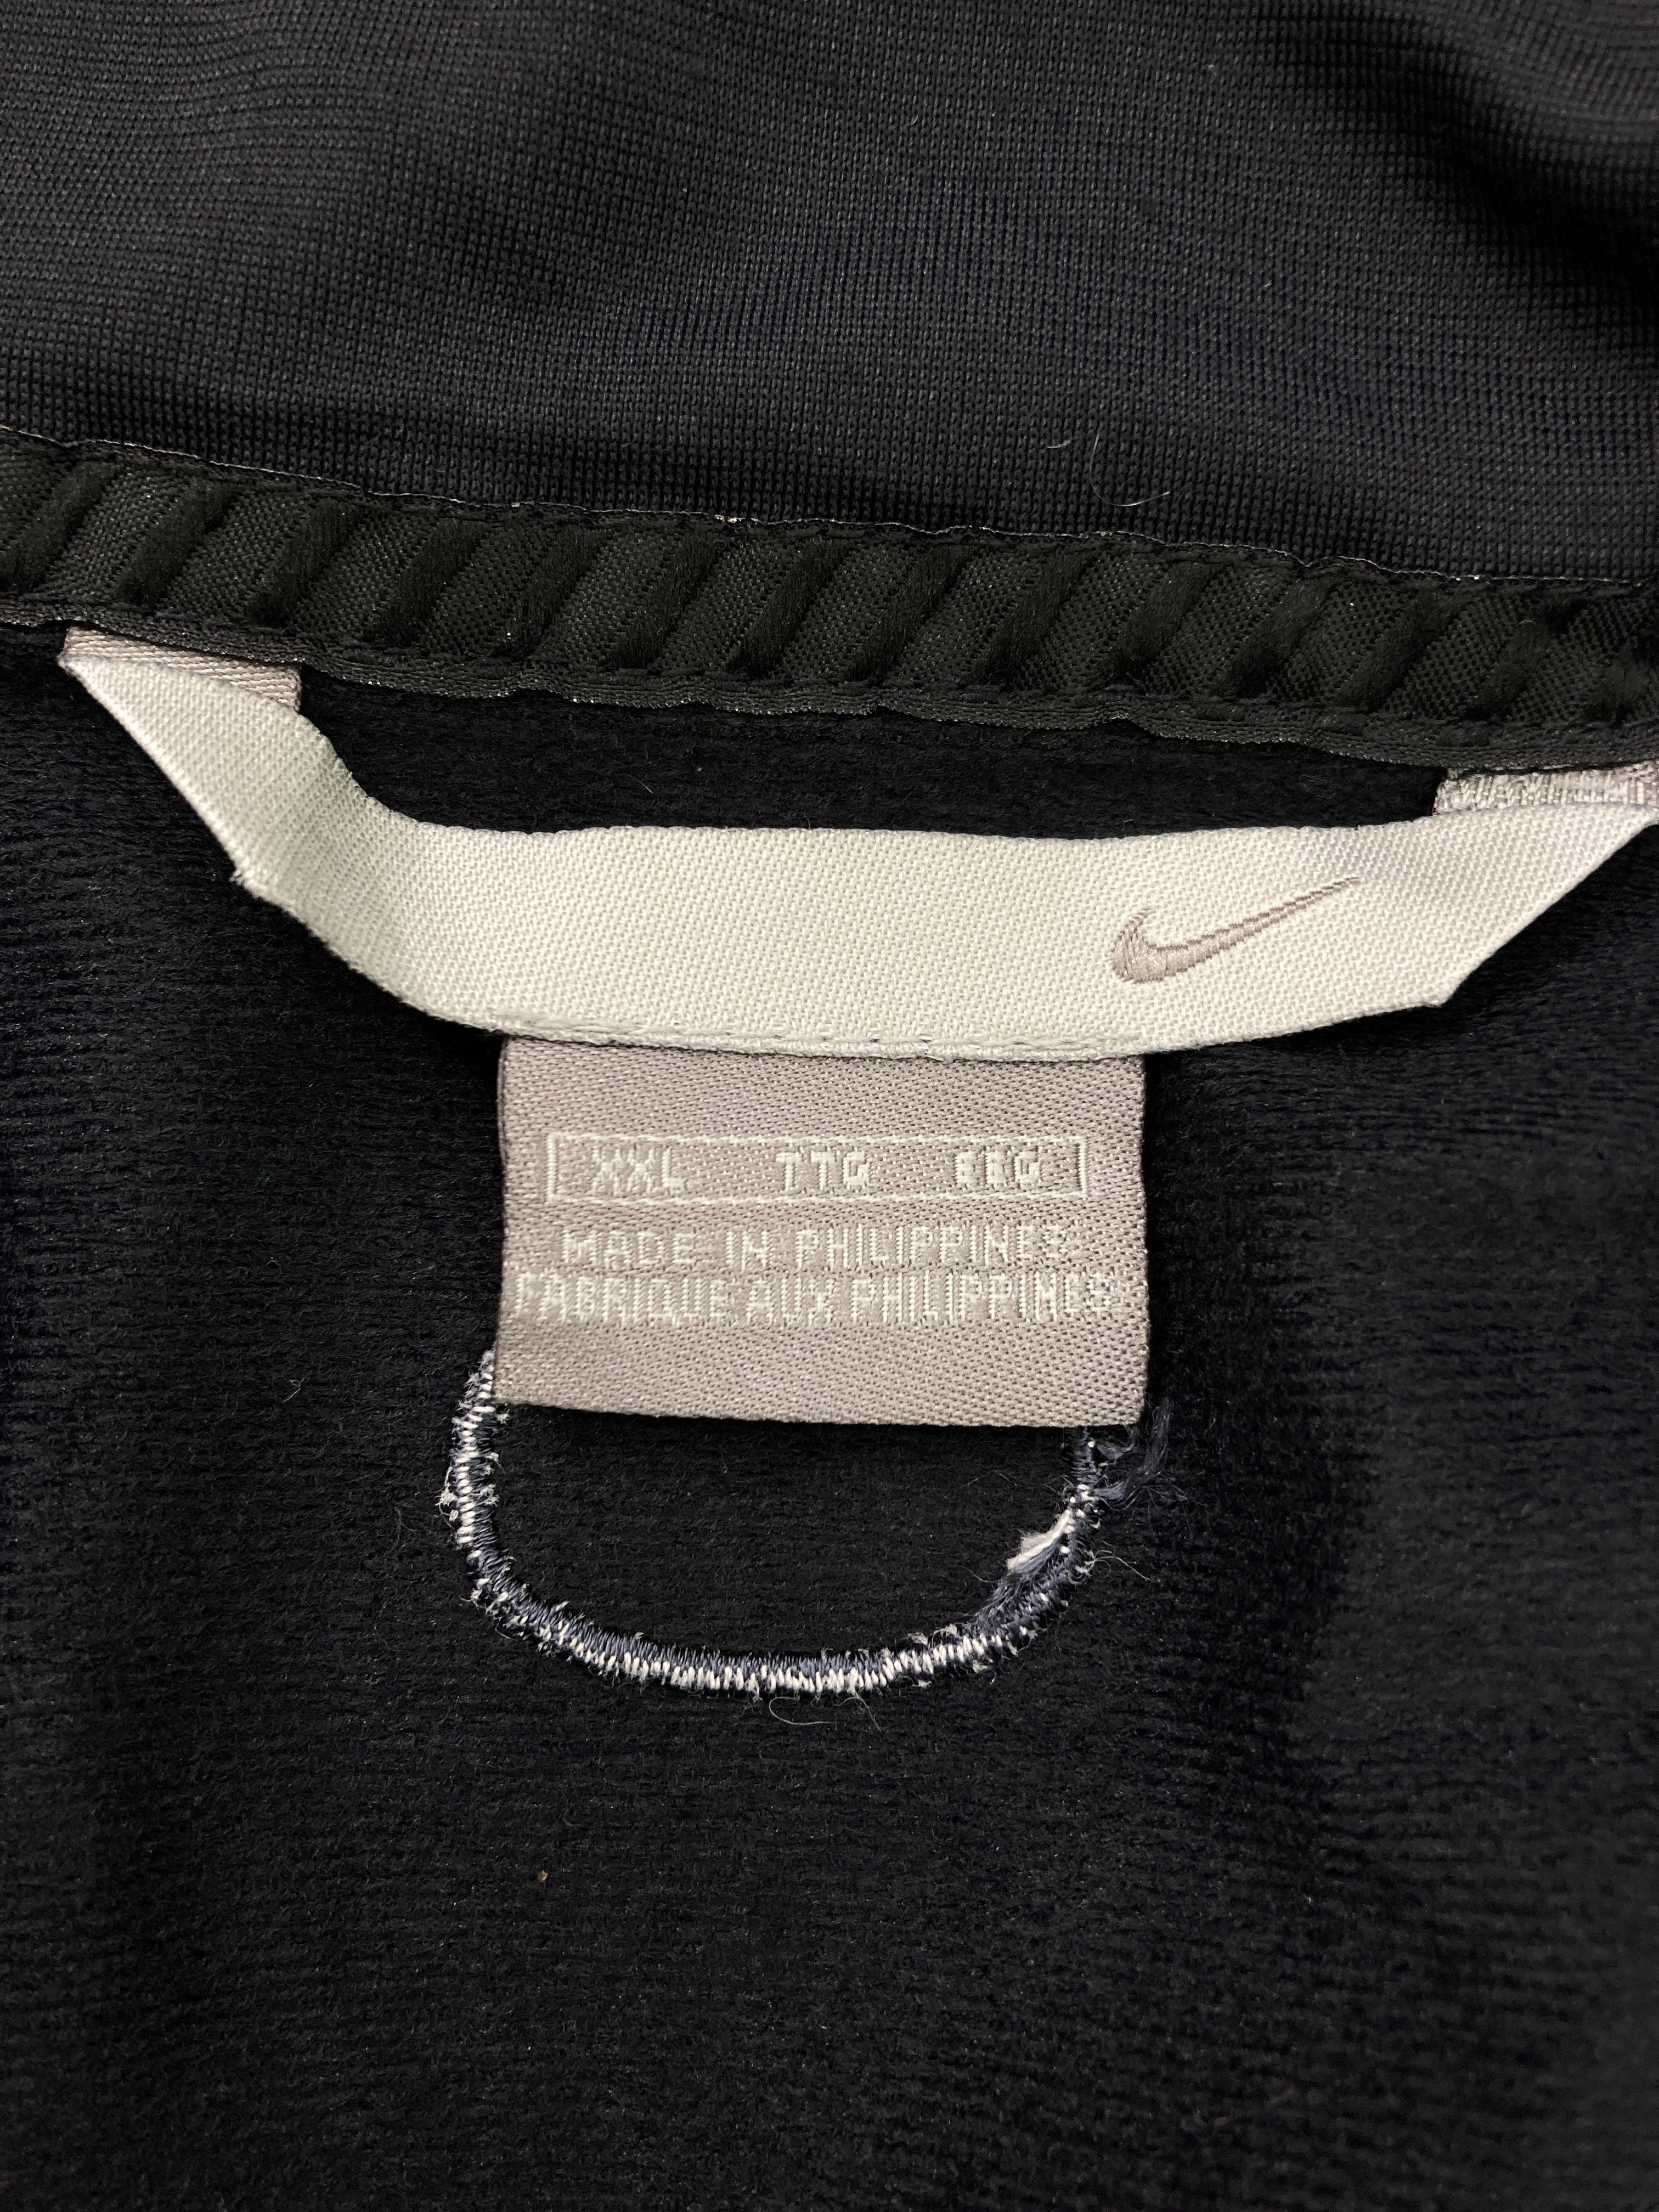 XXL TTG EEG
MADE IN PHILIPPINES
FABRIQUE AUX PHILIPPINES